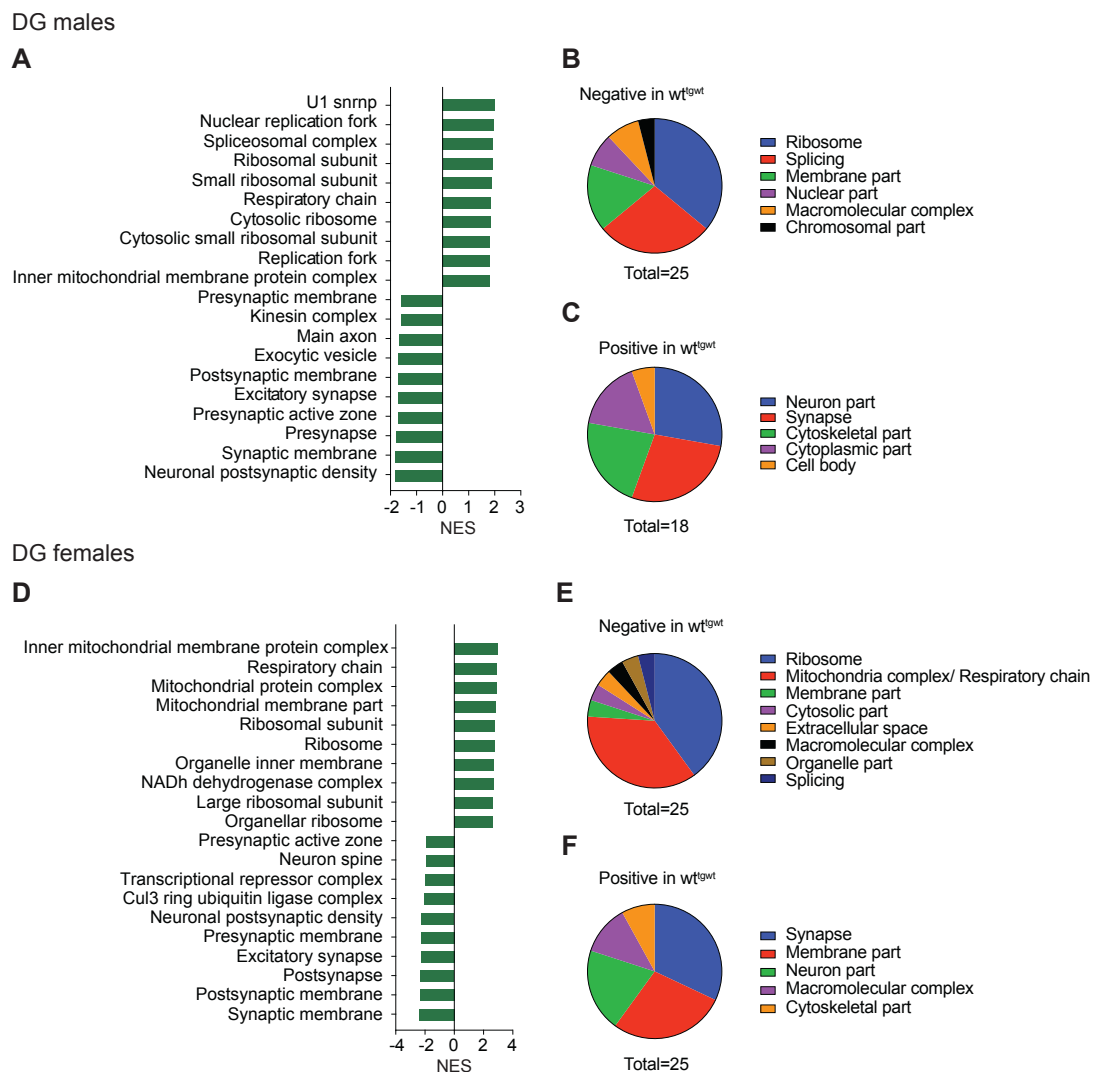 DG males
A
U1 snrnp
Nuclear replication fork
Spliceosomal complex
Ribosomal subunit
Small ribosomal subunit
Respiratory chain
Cytosolic ribosome
Cytosolic small ribosomal subunit
Replication fork
Inner mitochondrial membrane protein complex
Presynaptic membrane
Kinesin complex
Main axon
Exocytic vesicle
Postsynaptic membrane
Excitatory synapse
Presynaptic active zone
Presynapse
Synaptic membrane
Neuronal postsynaptic density
-2 -1 0 1 2 3
NES
B
Negative in wt^tgwt
Ribosome
Splicing
Membrane part
Nuclear part
Macromolecular complex
Chromosomal part
Total=25
C
Positive in wt^tgwt
Neuron part
Synapse
Cytoskeletal part
Cytoplasmic part
Cell body
Total=18
DG females
D
Inner mitochondrial membrane protein complex
Respiratory chain
Mitochondrial protein complex
Mitochondrial membrane part
Ribosomal subunit
Ribosome
Organelle inner membrane
NADh dehydrogenase complex
Large ribosomal subunit
Organellar ribosome
Presynaptic active zone
Neuron spine
Transcriptional repressor complex
Cul3 ring ubiquitin ligase complex
Neuronal postsynaptic density
Presynaptic membrane
Excitatory synapse
Postsynapse
Postsynaptic membrane
Synaptic membrane
-4 -2 0 2 4
NES
E
Negative in wt^tgwt
Ribosome
Mitochondria complex/ Respiratory chain
Membrane part
Cytosolic part
Extracellular space
Macromolecular complex
Organelle part
Splicing
Total=25
F
Positive in wt^tgwt
Synapse
Membrane part
Neuron part
Macromolecular complex
Cytoskeletal part
Total=25